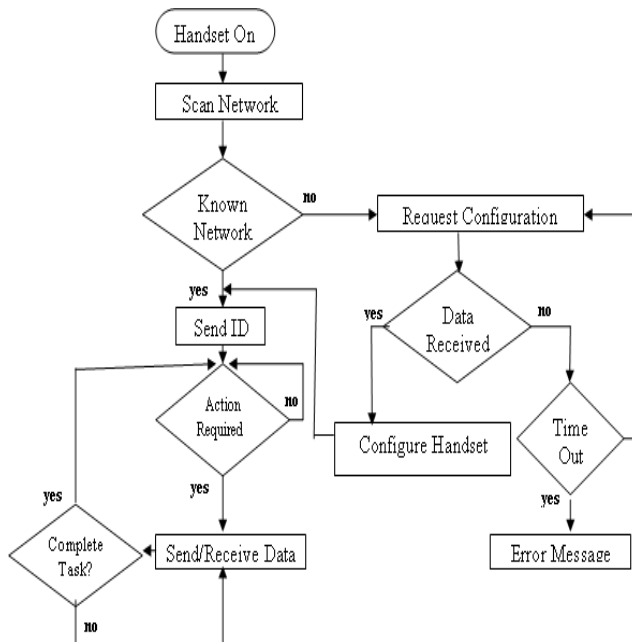 Handset On
Scan Network
Known
Network
no
Request Configuration
yes
Send ID
Data
Received
yes
no
Action
Required
no
Configure Handset
Time
Out
yes
yes
yes
Complete
Task?
Send/Receive Data
Error Message
no